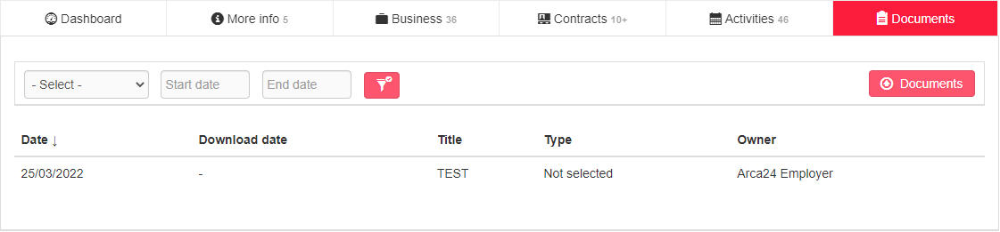 Dashboard More info 5 Business 36 Contracts 10+ Activities 46 Documents
- Select - Start date End date Documents
Date ↓ Download date Title Type Owner
25/03/2022 - TEST Not selected Arca24 Employer